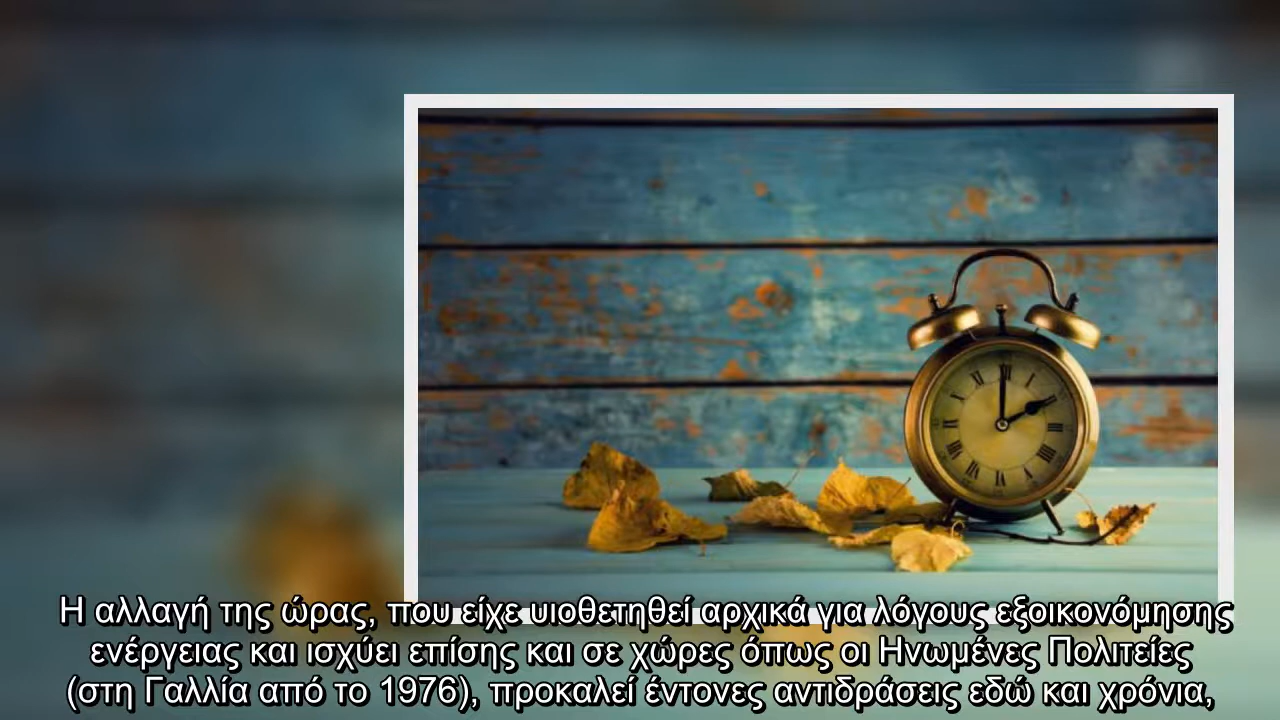 Η αλλαγή της ώρας, που είχε υιοθετηθεί αρχικά για λόγους εξοικονόμησης
ενέργειας και ισχύει επίσης και σε χώρες όπως οι Ηνωμένες Πολιτείες
(στη Γαλλία από το 1976), προκαλεί έντονες αντιδράσεις εδώ και χρόνια,